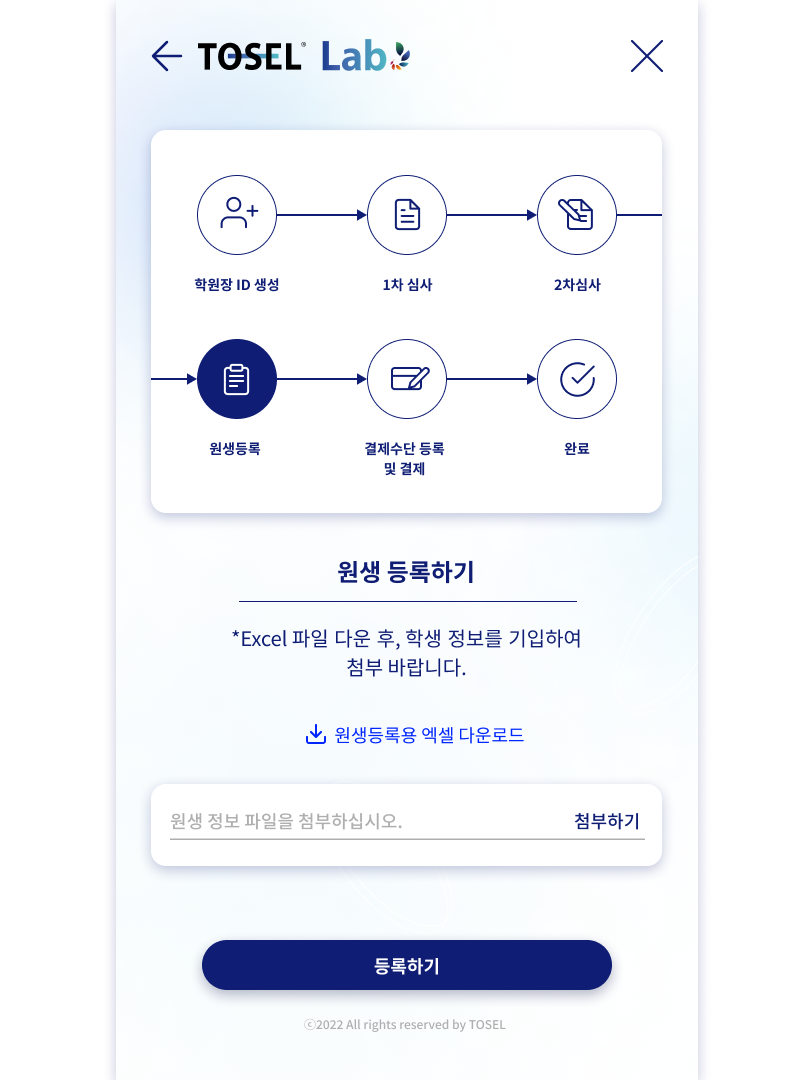 TOSEL® Lab
학원장 ID 생성
1차 심사
2차심사
원생등록
결제수단 등록
및 결제
완료
원생 등록하기
*Excel 파일 다운 후, 학생 정보를 기입하여
첨부 바랍니다.
원생등록용 엑셀 다운로드
원생 정보 파일을 첨부하십시오.
첨부하기
등록하기
ⓒ2022 All rights reserved by TOSEL